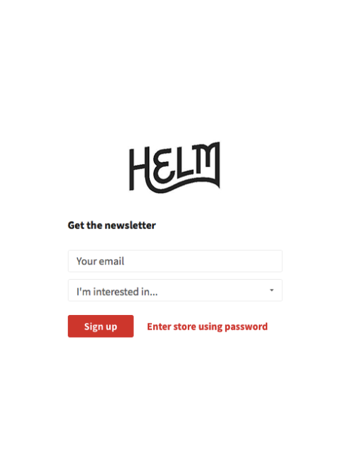 HELM
Get the newsletter
Your email
I'm interested in...
Sign up
Enter store using password